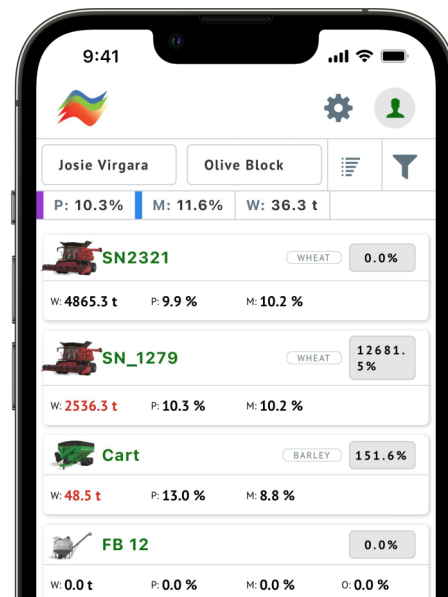 9:41
Josie Virgara Olive Block
P: 10.3% M: 11.6% W: 36.3 t
SN2321 WHEAT 0.0%
W: 4865.3 t P: 9.9 % M: 10.2 %
SN_1279 WHEAT 12681.
5%
W: 2536.3 t P: 10.3 % M: 10.2 %
Cart BARLEY 151.6%
W: 48.5 t P: 13.0 % M: 8.8 %
FB 12 0.0%
W: 0.0 t P: 0.0 % M: 0.0 % O: 0.0 %